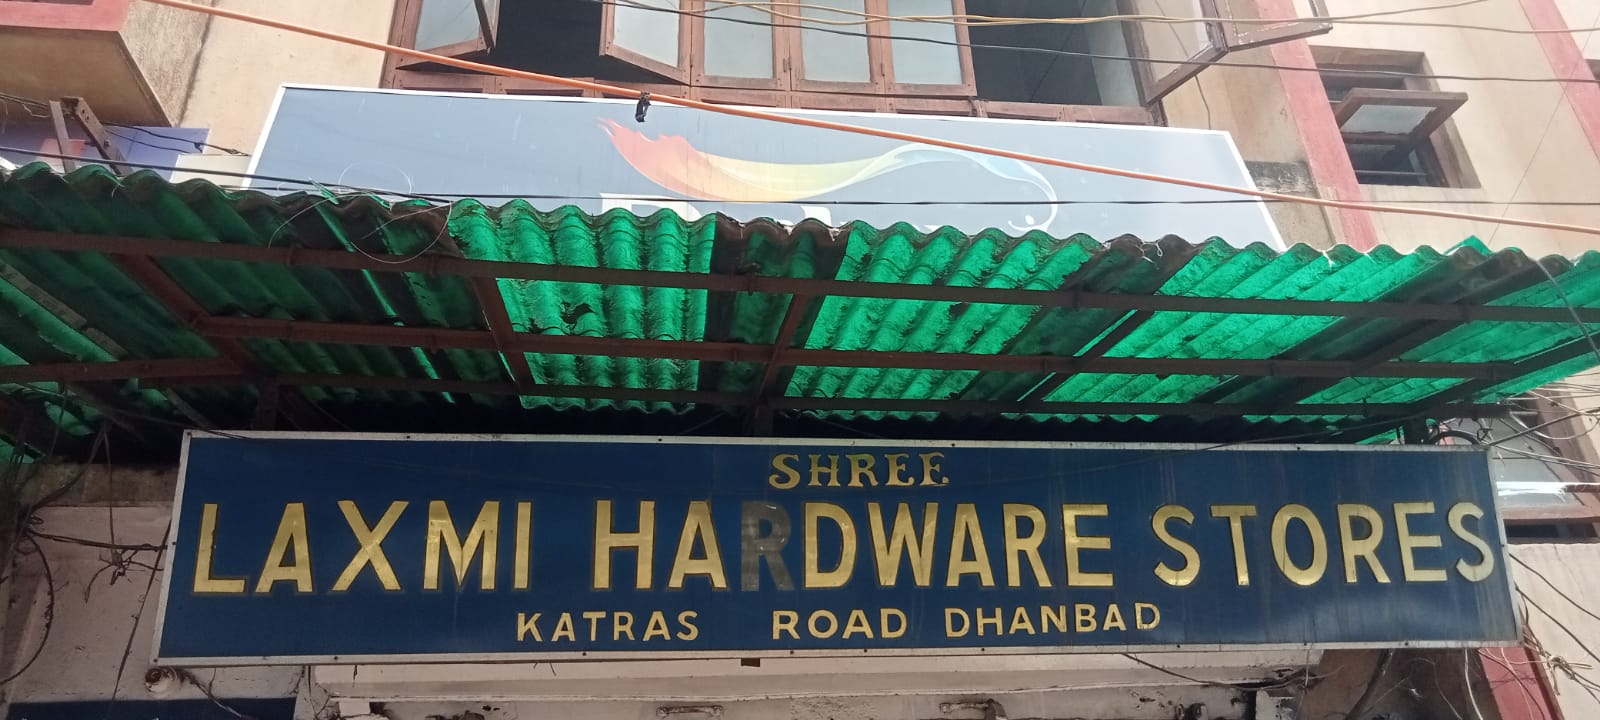 SHREE
LAXMI HARDWARE STORES
KATRAS ROAD DHANBAD